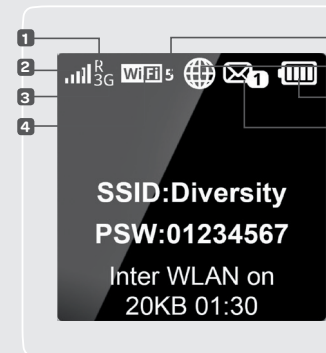 1
2
3
4
R
3G
WiFi 5
1
SSID:Diversity
PSW:01234567
Inter WLAN on
20KB 01:30